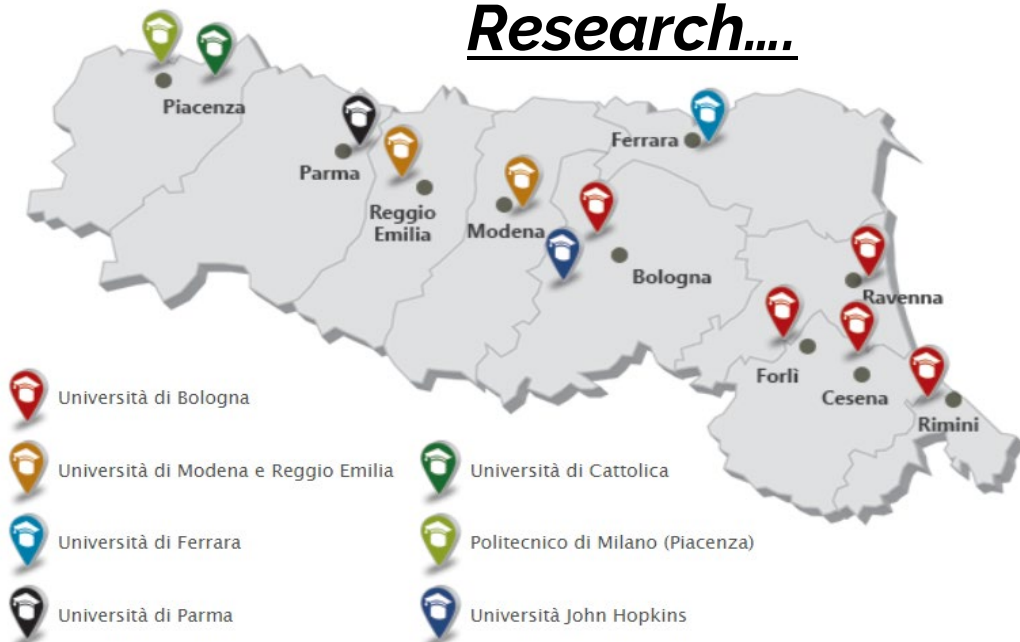 Research....
Piacenza
Parma
Reggio
Emilia
Modena
Ferrara
Bologna
Ravenna
Forlì
Cesena
Rimini
Università di Bologna
Università di Modena e Reggio Emilia
Università di Ferrara
Università di Parma
Università di Cattolica
Politecnico di Milano (Piacenza)
Università John Hopkins